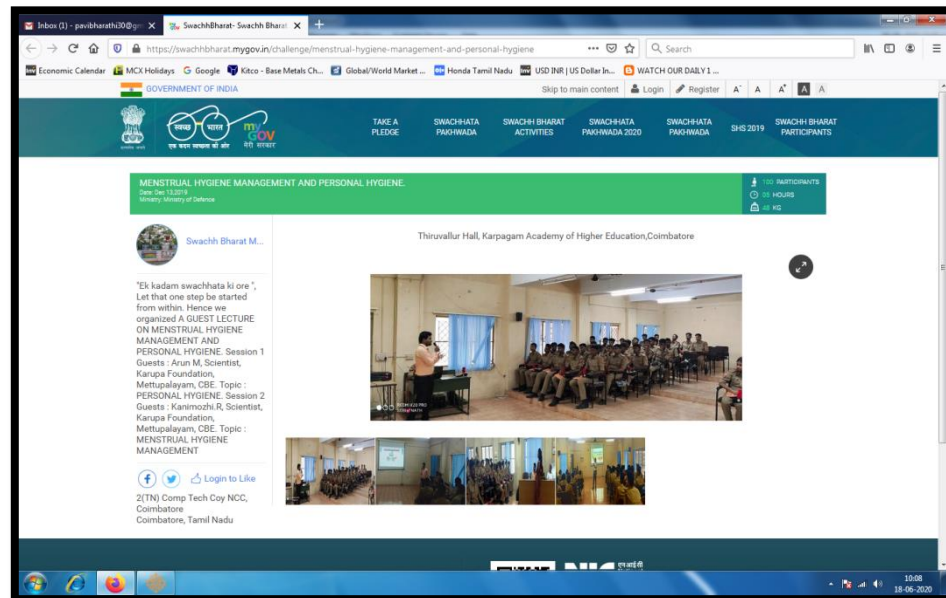 Inbox (1) - pavibharathi30@gm
SwachhBharat- Swachh Bharat
https://swachhbharat.mygov.in/challenge/menstrual-hygiene-management-and-personal-hygiene
Search
Economic Calendar
MCX Holidays
Google
Kitco - Base Metals Ch...
Global/World Market ...
Honda Tamil Nadu
USD INR | US Dollar In...
WATCH OUR DAILY 1 ...
GOVERNMENT OF INDIA
Skip to main content
Login
Register
A-
A
A+
A
A
स्वच्छ भारत
एक कदम स्वच्छता की ओर
my GOV
मेरी सरकार
TAKE A
PLEDGE
SWACHHATA
PAKHWADA
SWACHH BHARAT
ACTIVITIES
SWACHHATA
PAKHWADA 2020
SWACHHATA
PAKHWADA
SHS 2019
SWACHH BHARAT
PARTICIPANTS
MENSTRUAL HYGIENE MANAGEMENT AND PERSONAL HYGIENE.
Date: Dec 13,2019
Ministry: Ministry of Defence
100 PARTICIPANTS
05 HOURS
48 KG
Swachh Bharat M...
"Ek kadam swachhata ki ore ",
Let that one step be started
from within. Hence we
organized A GUEST LECTURE
ON MENSTRUAL HYGIENE
MANAGEMENT AND
PERSONAL HYGIENE. Session 1
Guests : Arun M, Scientist,
Karupa Foundation,
Mettupalayam, CBE. Topic :
PERSONAL HYGIENE. Session 2
Guests : Kanimozhi.R, Scientist,
Karupa Foundation,
Mettupalayam, CBE. Topic :
MENSTRUAL HYGIENE
MANAGEMENT
Login to Like
2(TN) Comp Tech Coy NCC,
Coimbatore
Coimbatore, Tamil Nadu
Thiruvallur Hall, Karpagam Academy of Higher Education,Coimbatore
एन आई सी
10:08
18-06-2020